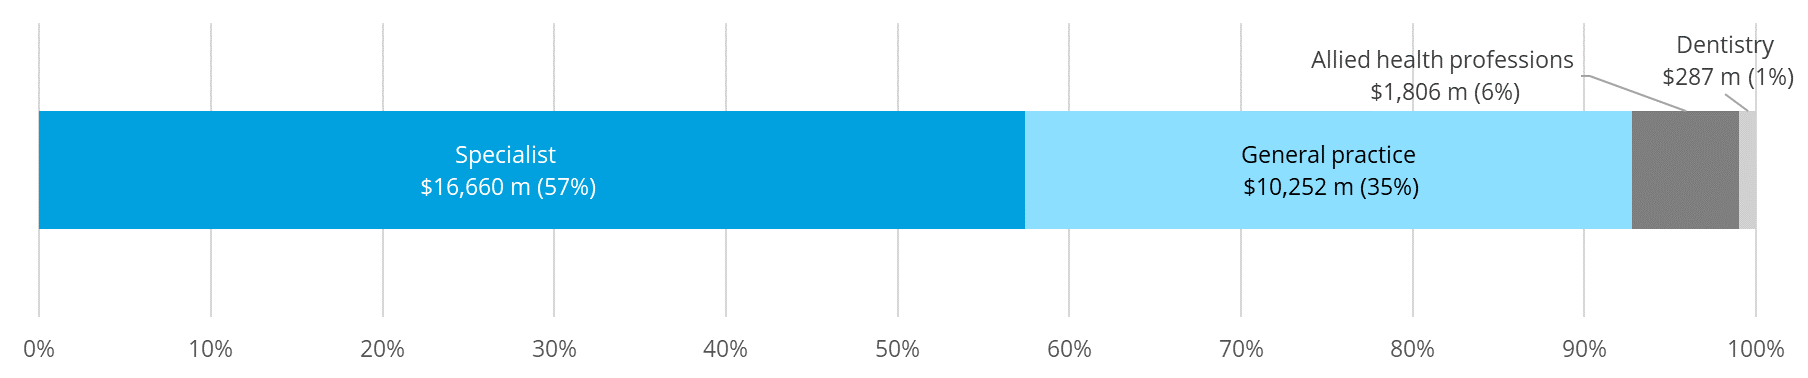 Allied health professions
$1,806 m (6%)
Dentistry
$287 m (1%)
Specialist
$16,660 m (57%)
General practice
$10,252 m (35%)
0%
10%
20%
30%
40%
50%
60%
70%
80%
90%
100%